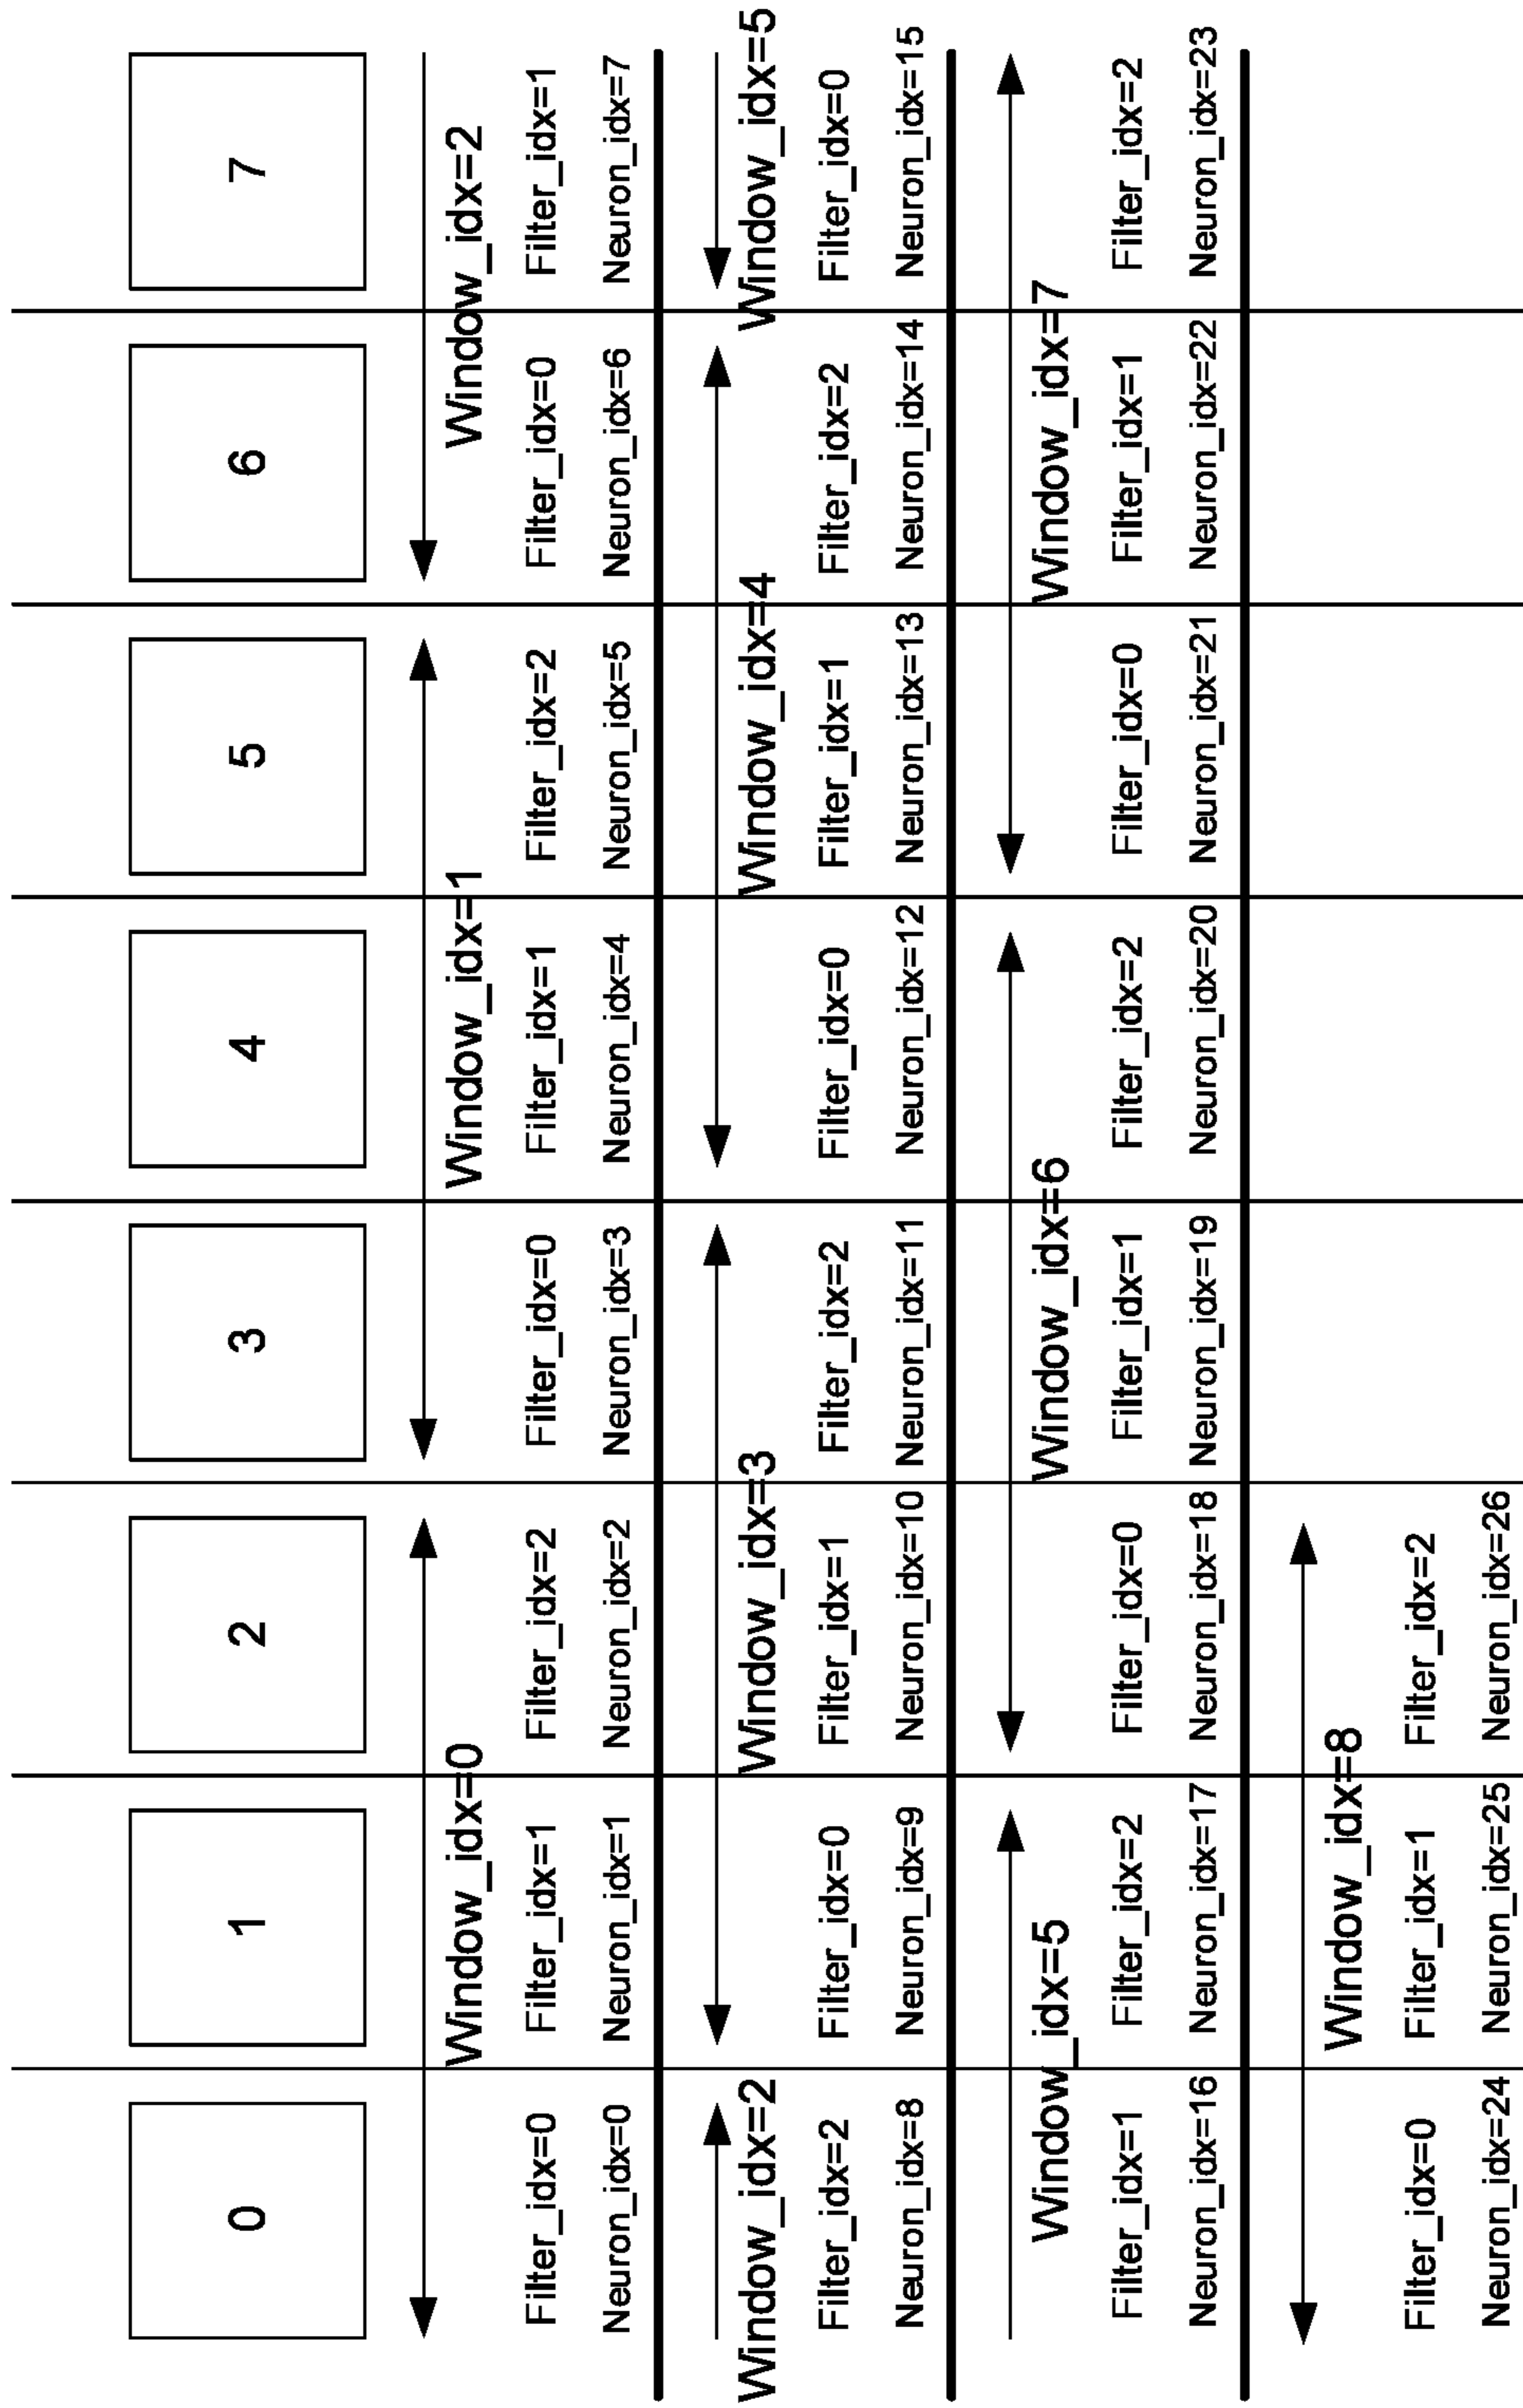 0 1 2 3 4 5 6 7
Window_idx=0 Window_idx=1 Window_idx=2
Filter_idx=0 Filter_idx=1 Filter_idx=2 Filter_idx=0 Filter_idx=1 Filter_idx=2 Filter_idx=0 Filter_idx=1
Neuron_idx=0 Neuron_idx=1 Neuron_idx=2 Neuron_idx=3 Neuron_idx=4 Neuron_idx=5 Neuron_idx=6 Neuron_idx=7
Window_idx=2 Window_idx=3 Window_idx=4 Window_idx=5
Filter_idx=2 Filter_idx=0 Filter_idx=1 Filter_idx=2 Filter_idx=0 Filter_idx=1 Filter_idx=2 Filter_idx=0
Neuron_idx=8 Neuron_idx=9 Neuron_idx=10 Neuron_idx=11 Neuron_idx=12 Neuron_idx=13 Neuron_idx=14 Neuron_idx=15
Window_idx=5 Window_idx=6 Window_idx=7
Filter_idx=1 Filter_idx=2 Filter_idx=0 Filter_idx=1 Filter_idx=2 Filter_idx=0 Filter_idx=1 Filter_idx=2
Neuron_idx=16 Neuron_idx=17 Neuron_idx=18 Neuron_idx=19 Neuron_idx=20 Neuron_idx=21 Neuron_idx=22 Neuron_idx=23
Window_idx=8
Filter_idx=0 Filter_idx=1 Filter_idx=2
Neuron_idx=24 Neuron_idx=25 Neuron_idx=26